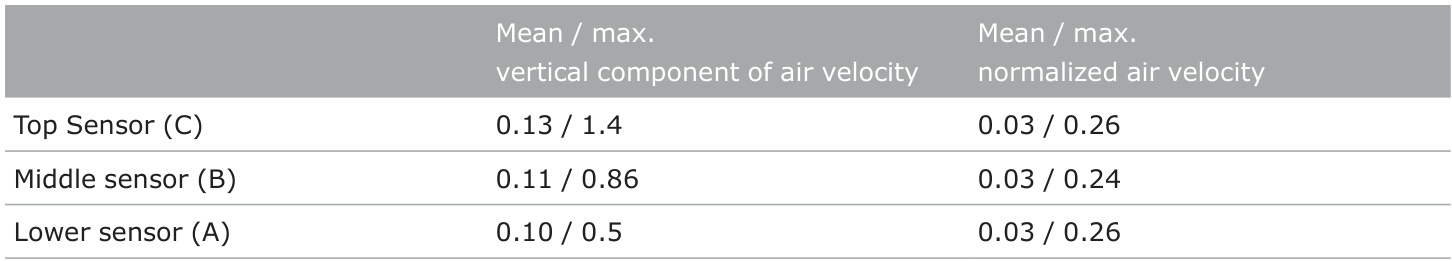 Mean / max. Mean / max.
vertical component of air velocity normalized air velocity
Top Sensor (C) 0.13 / 1.4 0.03 / 0.26
Middle sensor (B) 0.11 / 0.86 0.03 / 0.24
Lower sensor (A) 0.10 / 0.5 0.03 / 0.26